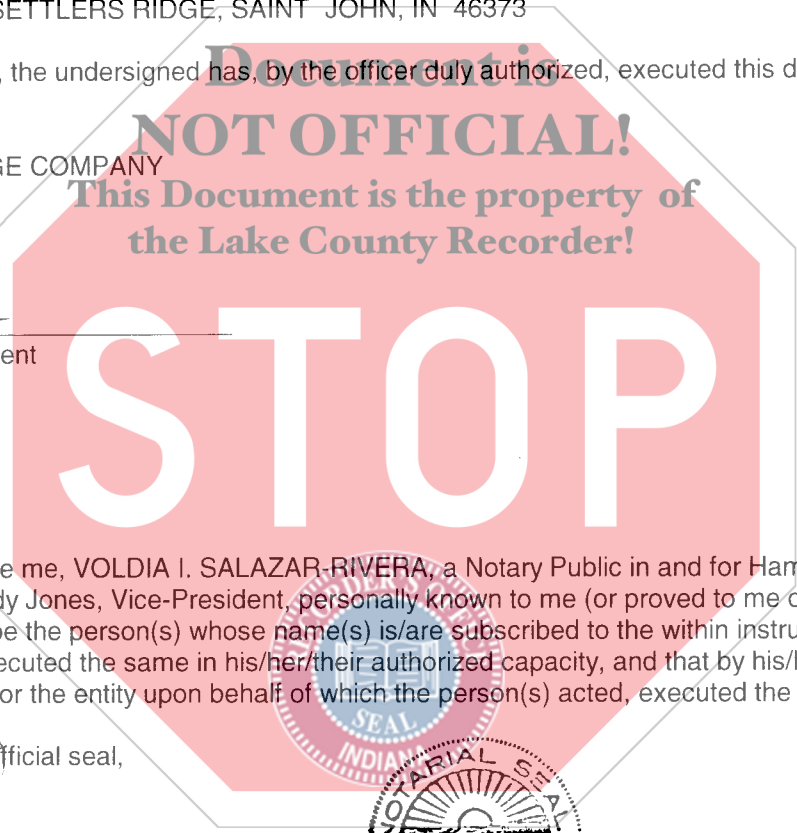 SETTLERS RIDGE, SAINT JOHN, IN 46373
Document is
, the undersigned has, by the officer duly authorized, executed this d
NOT OFFICIAL!
GE COMPANY
This Document is the property of
the Lake County Recorder!
ent
STOP
e me, VOLDIA I. SALAZAR-RIVERA, a Notary Public in and for Ham
dy Jones, Vice-President, personally known to me (or proved to me o
be the person(s) whose name(s) is/are subscribed to the within instru
ecuted the same in his/her/their authorized capacity, and that by his/h
or the entity upon behalf of which the person(s) acted, executed the
RECORDER'S OFFICE
SEAL
INDIANA
fficial seal,
NOTARIAL SEAL